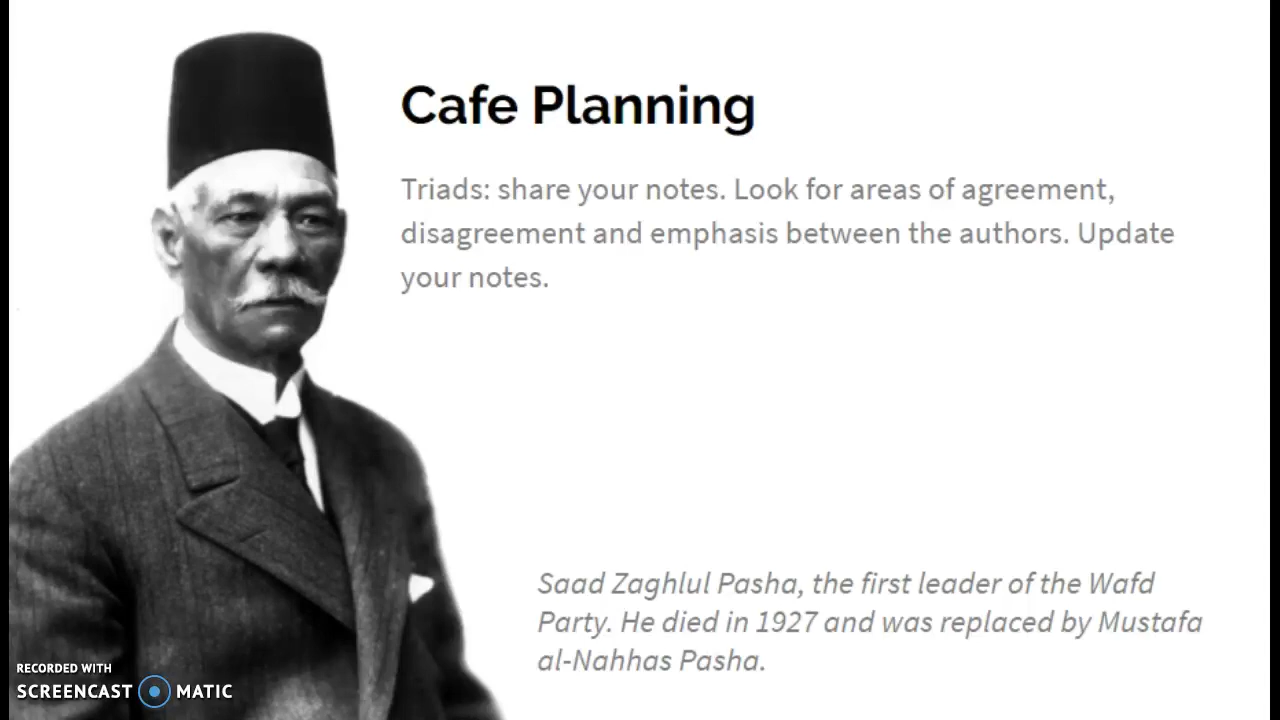 Cafe Planning
Triads: share your notes. Look for areas of agreement,
disagreement and emphasis between the authors. Update
your notes.
Saad Zaghlul Pasha, the first leader of the Wafd
Party. He died in 1927 and was replaced by Mustafa
al-Nahhas Pasha.
RECORDED WITH
SCREENCAST MATIC